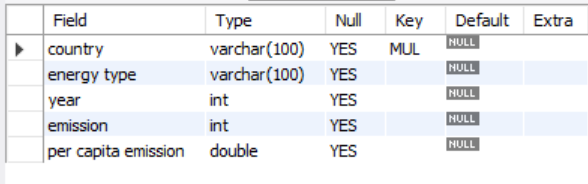 Field Type Null Key Default Extra
country varchar(100) YES MUL NULL
energy type varchar(100) YES NULL
year int YES NULL
emission int YES NULL
per capita emission double YES NULL